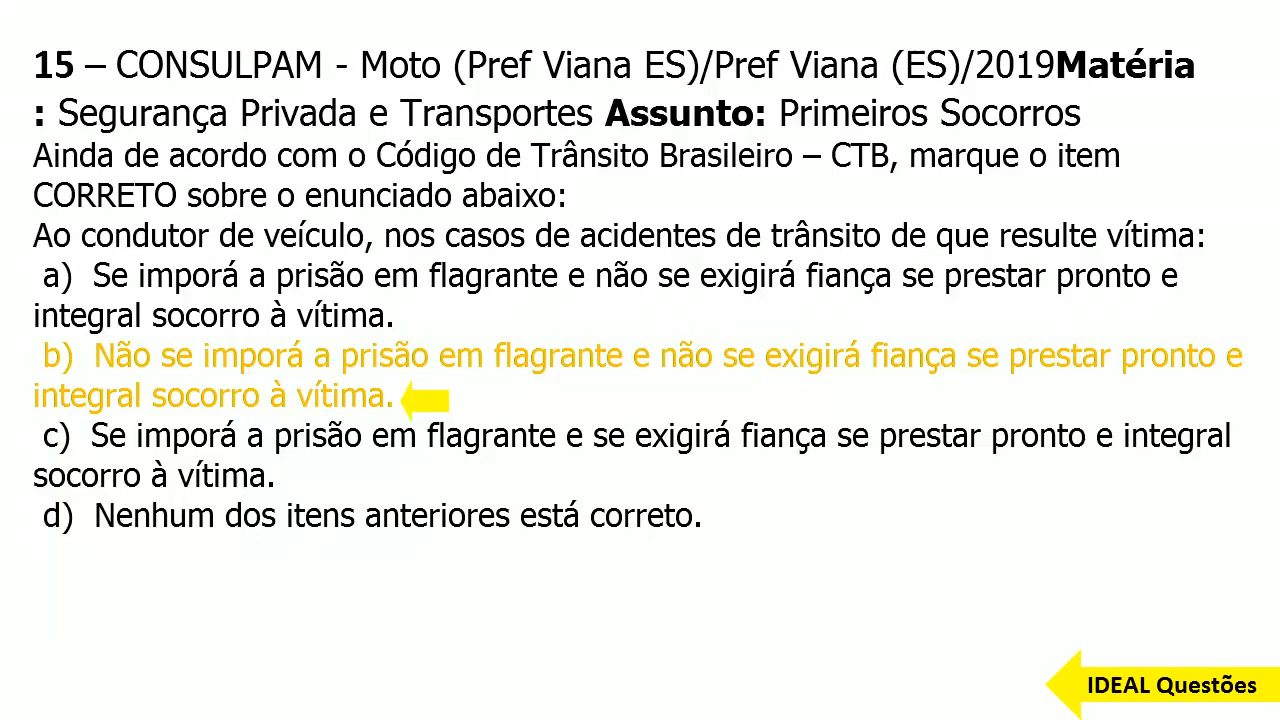 15 – CONSULPAM - Moto (Pref Viana ES)/Pref Viana (ES)/2019Matéria
: Segurança Privada e Transportes Assunto: Primeiros Socorros
Ainda de acordo com o Código de Trânsito Brasileiro – CTB, marque o item
CORRETO sobre o enunciado abaixo:
Ao condutor de veículo, nos casos de acidentes de trânsito de que resulte vítima:
a) Se imporá a prisão em flagrante e não se exigirá fiança se prestar pronto e
integral socorro à vítima.
b) Não se imporá a prisão em flagrante e não se exigirá fiança se prestar pronto e
integral socorro à vítima.
c) Se imporá a prisão em flagrante e se exigirá fiança se prestar pronto e integral
socorro à vítima.
d) Nenhum dos itens anteriores está correto.
IDEAL Questões